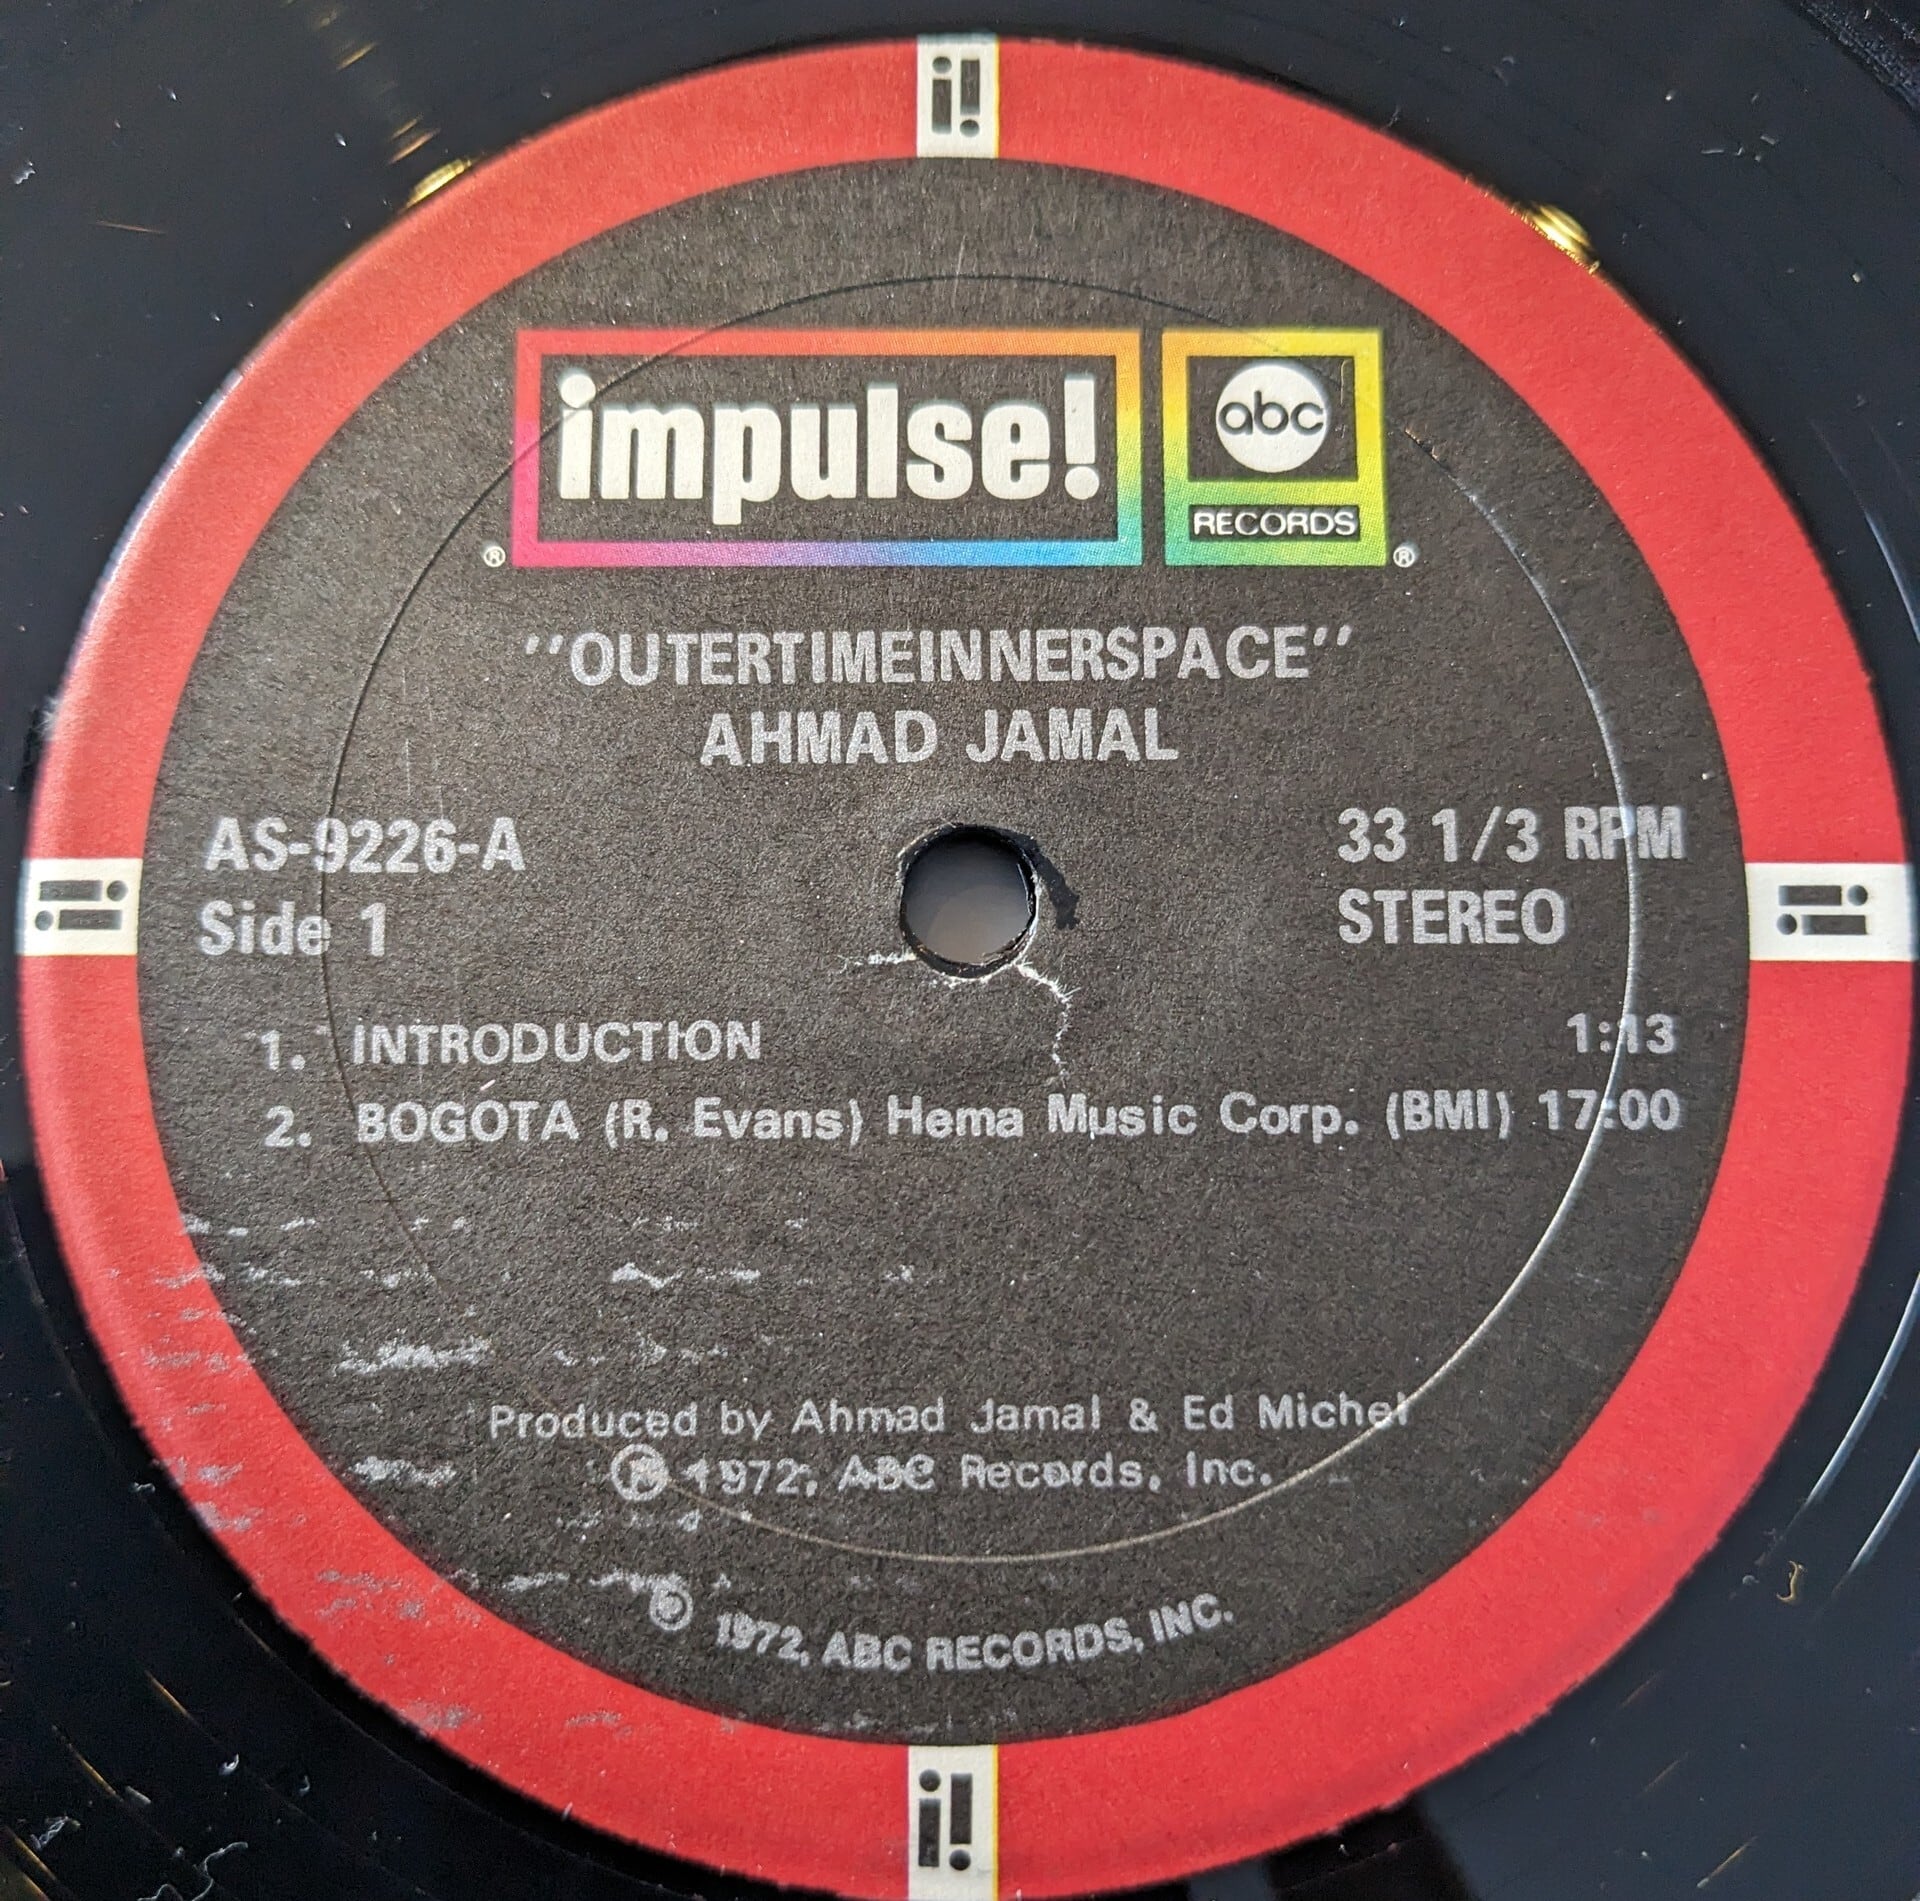 i!
impulse! ®
abc
RECORDS ®
"OUTERTIMEINNERSPACE"
AHMAD JAMAL
AS-9226-A
Side 1
33 1/3 RPM
STEREO
1. INTRODUCTION 1:13
2. BOGOTA (R. Evans) Hema Music Corp. (BMI) 17:00
Produced by Ahmad Jamal & Ed Michel
℗ 1972, ABC Records, Inc.
© 1972, ABC RECORDS, INC.
i!
i!
i!